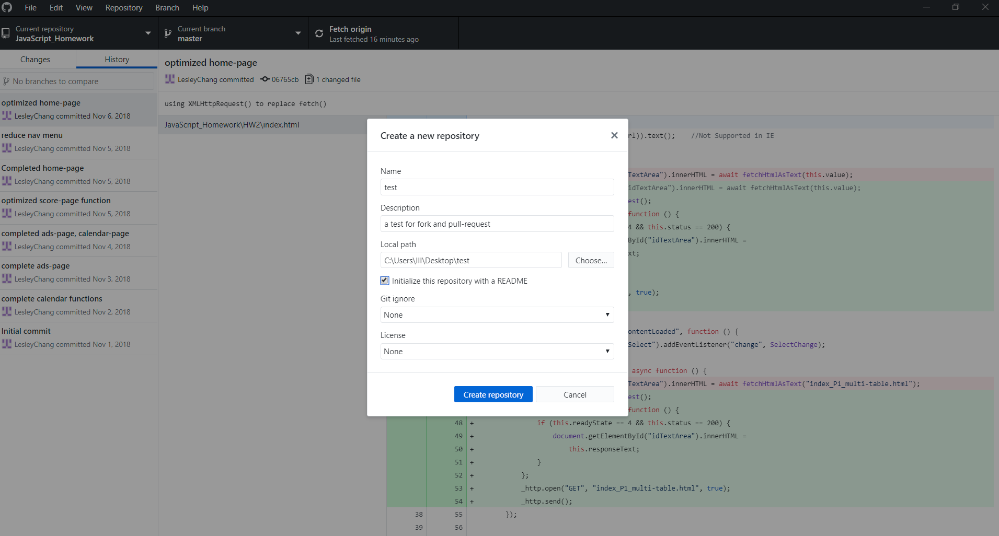 File Edit View Repository Branch Help
Current repository
JavaScript_Homework
Current branch
master
Fetch origin
Last fetched 16 minutes ago
Changes
History
No branches to compare
optimized home-page
LesleyChang committed Nov 6, 2018
reduce nav menu
LesleyChang committed Nov 5, 2018
Completed home-page
LesleyChang committed Nov 5, 2018
optimized score-page function
LesleyChang committed Nov 5, 2018
completed ads-page, calendar-page
LesleyChang committed Nov 4, 2018
complete ads-page
LesleyChang committed Nov 3, 2018
complete calendar functions
LesleyChang committed Nov 2, 2018
Initial commit
LesleyChang committed Nov 1, 2018
optimized home-page
LesleyChang committed 06765cb 1 changed file
using XMLHttpRequest() to replace fetch()
JavaScript_Homework\HW2\index.html
Create a new repository
Name
test
Description
a test for fork and pull-request
Local path
C:\Users\III\Desktop\test
Choose...
Initialize this repository with a README
Git ignore
None
License
None
Create repository
Cancel
rl)).text(); //Not Supported in IE
TextArea").innerHTML = await fetchHtmlAsText(this.value);
idTextArea").innerHTML = await fetchHtmlAsText(this.value);
est();
function () {
4 && this.status == 200) {
ById("idTextArea").innerHTML =
xt;
, true);
ontentLoaded", function () {
Select").addEventListener("change", SelectChange);
async function () {
TextArea").innerHTML = await fetchHtmlAsText("index_P1_multi-table.html");
est();
function () {
48 + if (this.readyState == 4 && this.status == 200) {
49 + document.getElementById("idTextArea").innerHTML =
50 + this.responseText;
51 + }
52 + };
53 + _http.open("GET", "index_P1_multi-table.html", true);
54 + _http.send();
38 55 });
39 56